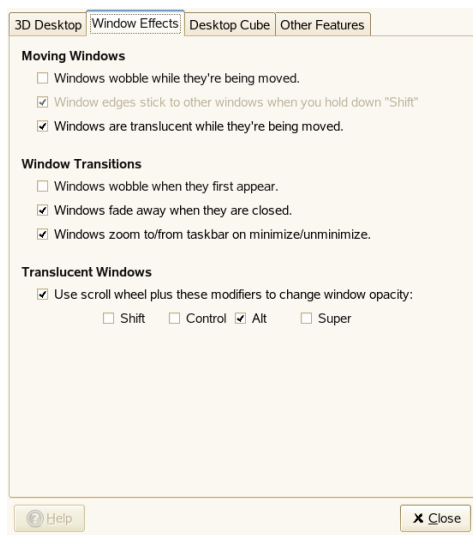 3D Desktop Window Effects Desktop Cube Other Features
Moving Windows
Windows wobble while they're being moved.
Window edges stick to other windows when you hold down "Shift"
Windows are translucent while they're being moved.
Window Transitions
Windows wobble when they first appear.
Windows fade away when they are closed.
Windows zoom to/from taskbar on minimize/unminimize.
Translucent Windows
Use scroll wheel plus these modifiers to change window opacity:
Shift Control Alt Super
Help Close